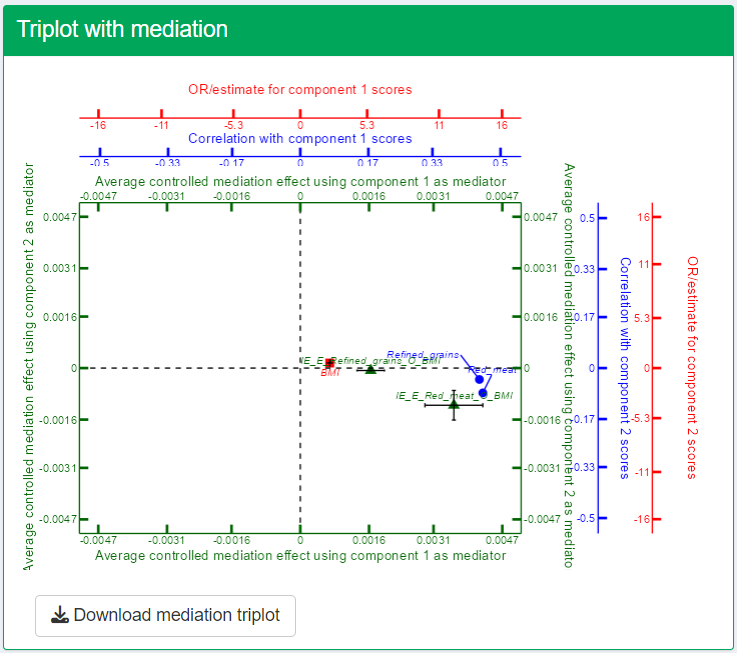 Triplot with mediation
OR/estimate for component 1 scores
-16 -11 -5.3 0 5.3 11 16
Correlation with component 1 scores
-0.5 -0.33 -0.17 0 0.17 0.33 0.5
Average controlled mediation effect using component 1 as mediator
-0.0047 -0.0031 -0.0016 0 0.0016 0.0031 0.0047
Average controlled mediation effect using component 2 as mediator
0.0047
0.0031
0.0016
0
-0.0016
-0.0031
-0.0047
Refined_grains
IE_E_Refined_grains_O_BMI
BMI
Red_meat
IE_E_Red_meat_O_BMI
0.0047
0.0031
0.0016
0
-0.0016
-0.0031
-0.0047
Average controlled mediation effect using component 2 as mediato
0.5
0.33
0.17
0
-0.17
-0.33
-0.5
Correlation with component 2 scores
16
11
5.3
0
-5.3
-11
-16
OR/estimate for component 2 scores
-0.0047 -0.0031 -0.0016 0 0.0016 0.0031 0.0047
Average controlled mediation effect using component 1 as mediator
Download mediation triplot